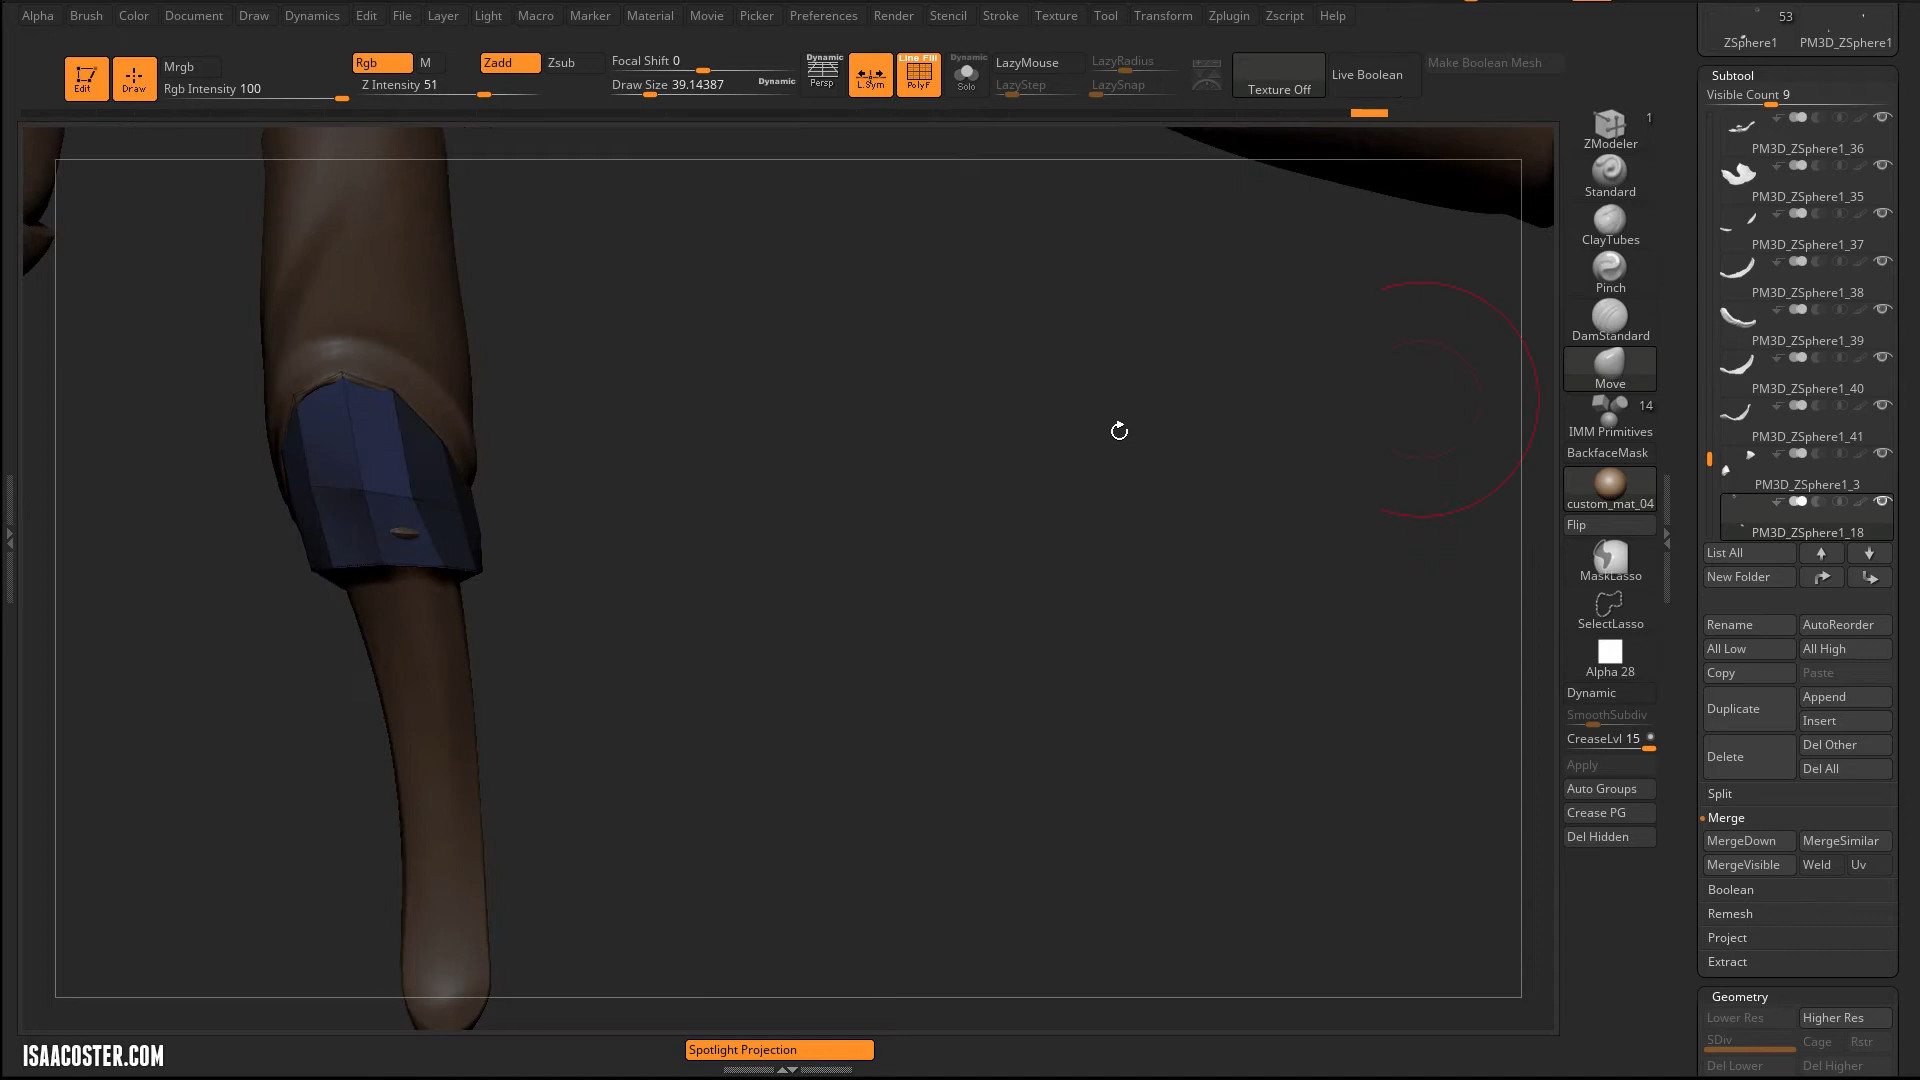 Alpha Brush Color Document Draw Dynamics Edit File Layer Light Macro Marker Material Movie Picker Preferences Render Stencil Stroke Texture Tool Transform Zplugin Zscript Help
Edit
Draw
Mrgb
Rgb Intensity 100
Rgb
M
Z Intensity 51
Zadd
Zsub
Focal Shift 0
Draw Size 39.14387
Dynamic
Dynamic
Persp
L.Sym
Line Fill
PolyF
Dynamic
Solo
LazyMouse
LazyStep
LazyRadius
LazySnap
Texture Off
Live Boolean
Make Boolean Mesh
1
ZModeler
Standard
ClayTubes
Pinch
DamStandard
Move
14
IMM Primitives
BackfaceMask
custom_mat_04
Flip
MaskLasso
SelectLasso
Alpha 28
Dynamic
SmoothSubdiv
CreaseLvl 15
Apply
Auto Groups
Crease PG
Del Hidden
53
ZSphere1 PM3D_ZSphere1
Subtool
Visible Count 9
PM3D_ZSphere1_36
PM3D_ZSphere1_35
PM3D_ZSphere1_37
PM3D_ZSphere1_38
PM3D_ZSphere1_39
PM3D_ZSphere1_40
PM3D_ZSphere1_41
PM3D_ZSphere1_3
PM3D_ZSphere1_18
List All
New Folder
Rename AutoReorder
All Low All High
Copy Paste
Duplicate
Append
Insert
Delete
Del Other
Del All
Split
Merge
MergeDown MergeSimilar
MergeVisible Weld Uv
Boolean
Remesh
Project
Extract
Geometry
Lower Res Higher Res
SDiv Cage Rstr
Del Lower Del Higher
ISAACOSTER.COM
Spotlight Projection